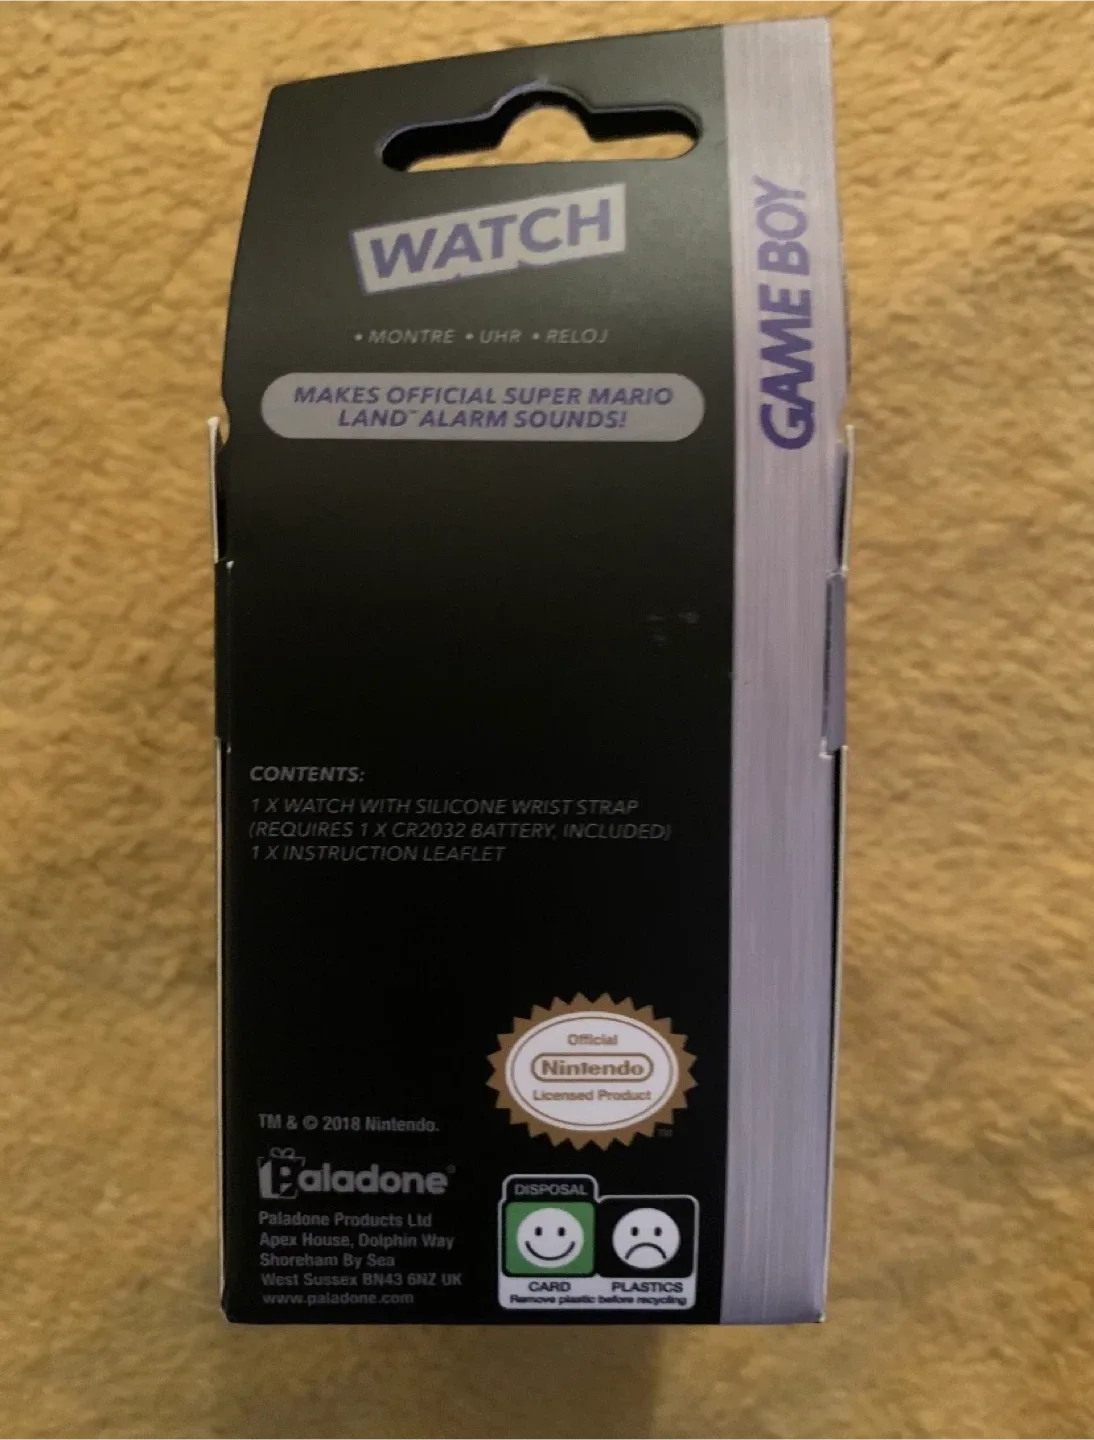 WATCH
• MONTRE • UHR • RELOJ
MAKES OFFICIAL SUPER MARIO
LAND™ ALARM SOUNDS!
GAME BOY
CONTENTS:
1 X WATCH WITH SILICONE WRIST STRAP
(REQUIRES 1 X CR2032 BATTERY, INCLUDED)
1 X INSTRUCTION LEAFLET
Official
Nintendo
Licensed Product
TM
TM & © 2018 Nintendo.
Paladone®
Paladone Products Ltd
Apex House, Dolphin Way
Shoreham By Sea
West Sussex BN43 6NZ UK
www.paladone.com
DISPOSAL
CARD PLASTICS
Remove plastic before recycling